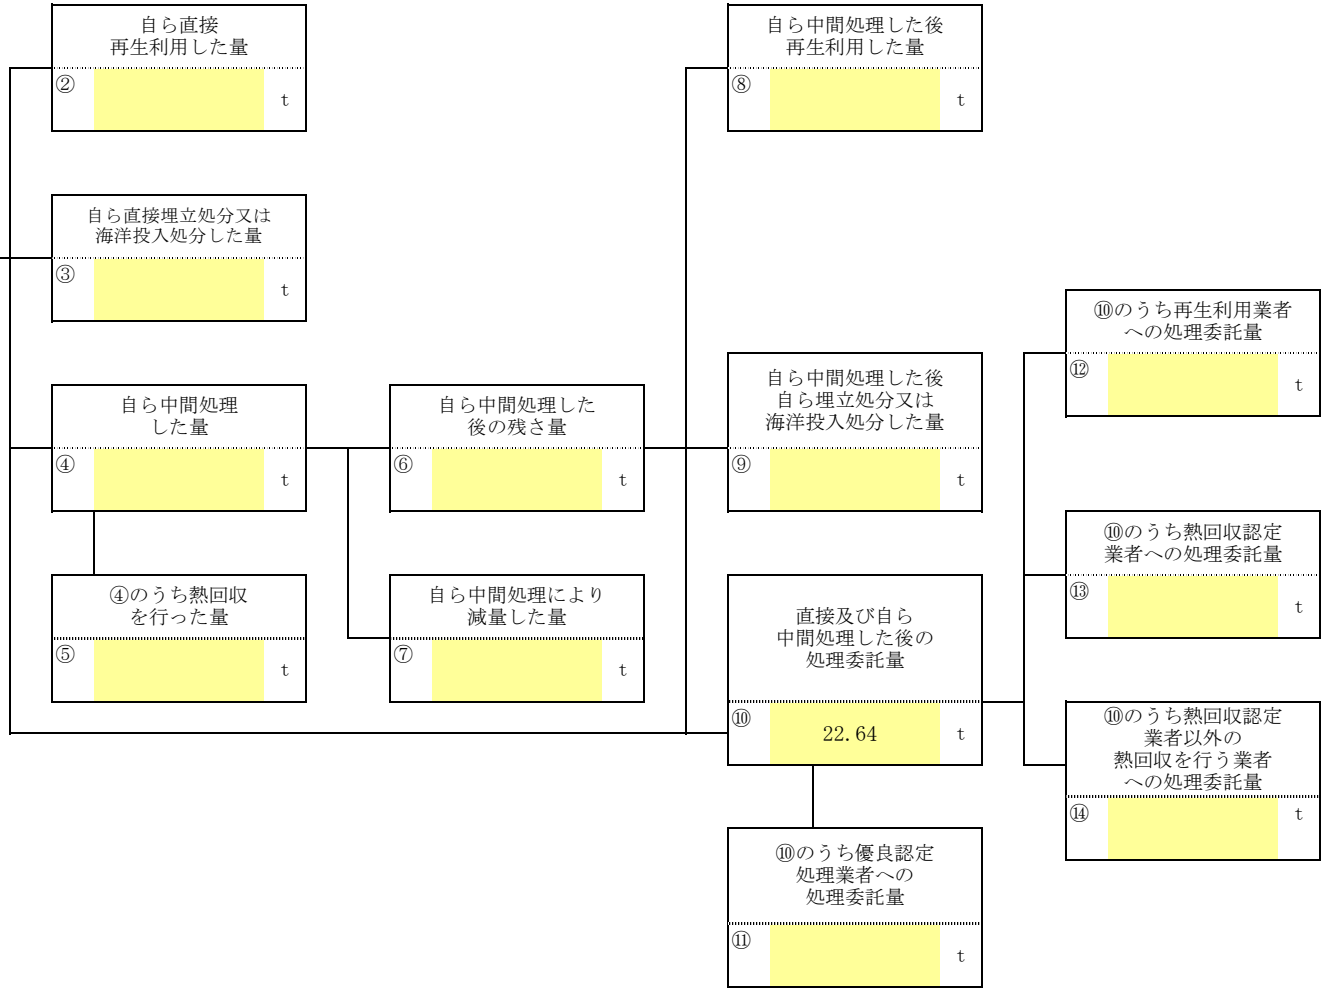 自ら直接
再生利用した量
② t
自ら中間処理した後
再生利用した量
⑧ t
自ら直接埋立処分又は
海洋投入処分した量
③ t
⑩のうち再生利用業者
への処理委託量
⑫ t
自ら中間処理
した量
④ t
自ら中間処理した
後の残さ量
⑥ t
自ら中間処理した後
自ら埋立処分又は
海洋投入処分した量
⑨ t
⑩のうち熱回収認定
業者への処理委託量
⑬ t
④のうち熱回収
を行った量
⑤ t
自ら中間処理により
減量した量
⑦ t
直接及び自ら
中間処理した後の
処理委託量
⑩ 22.64 t
⑩のうち熱回収認定
業者以外の
熱回収を行う業者
への処理委託量
⑭ t
⑩のうち優良認定
処理業者への
処理委託量
⑪ t